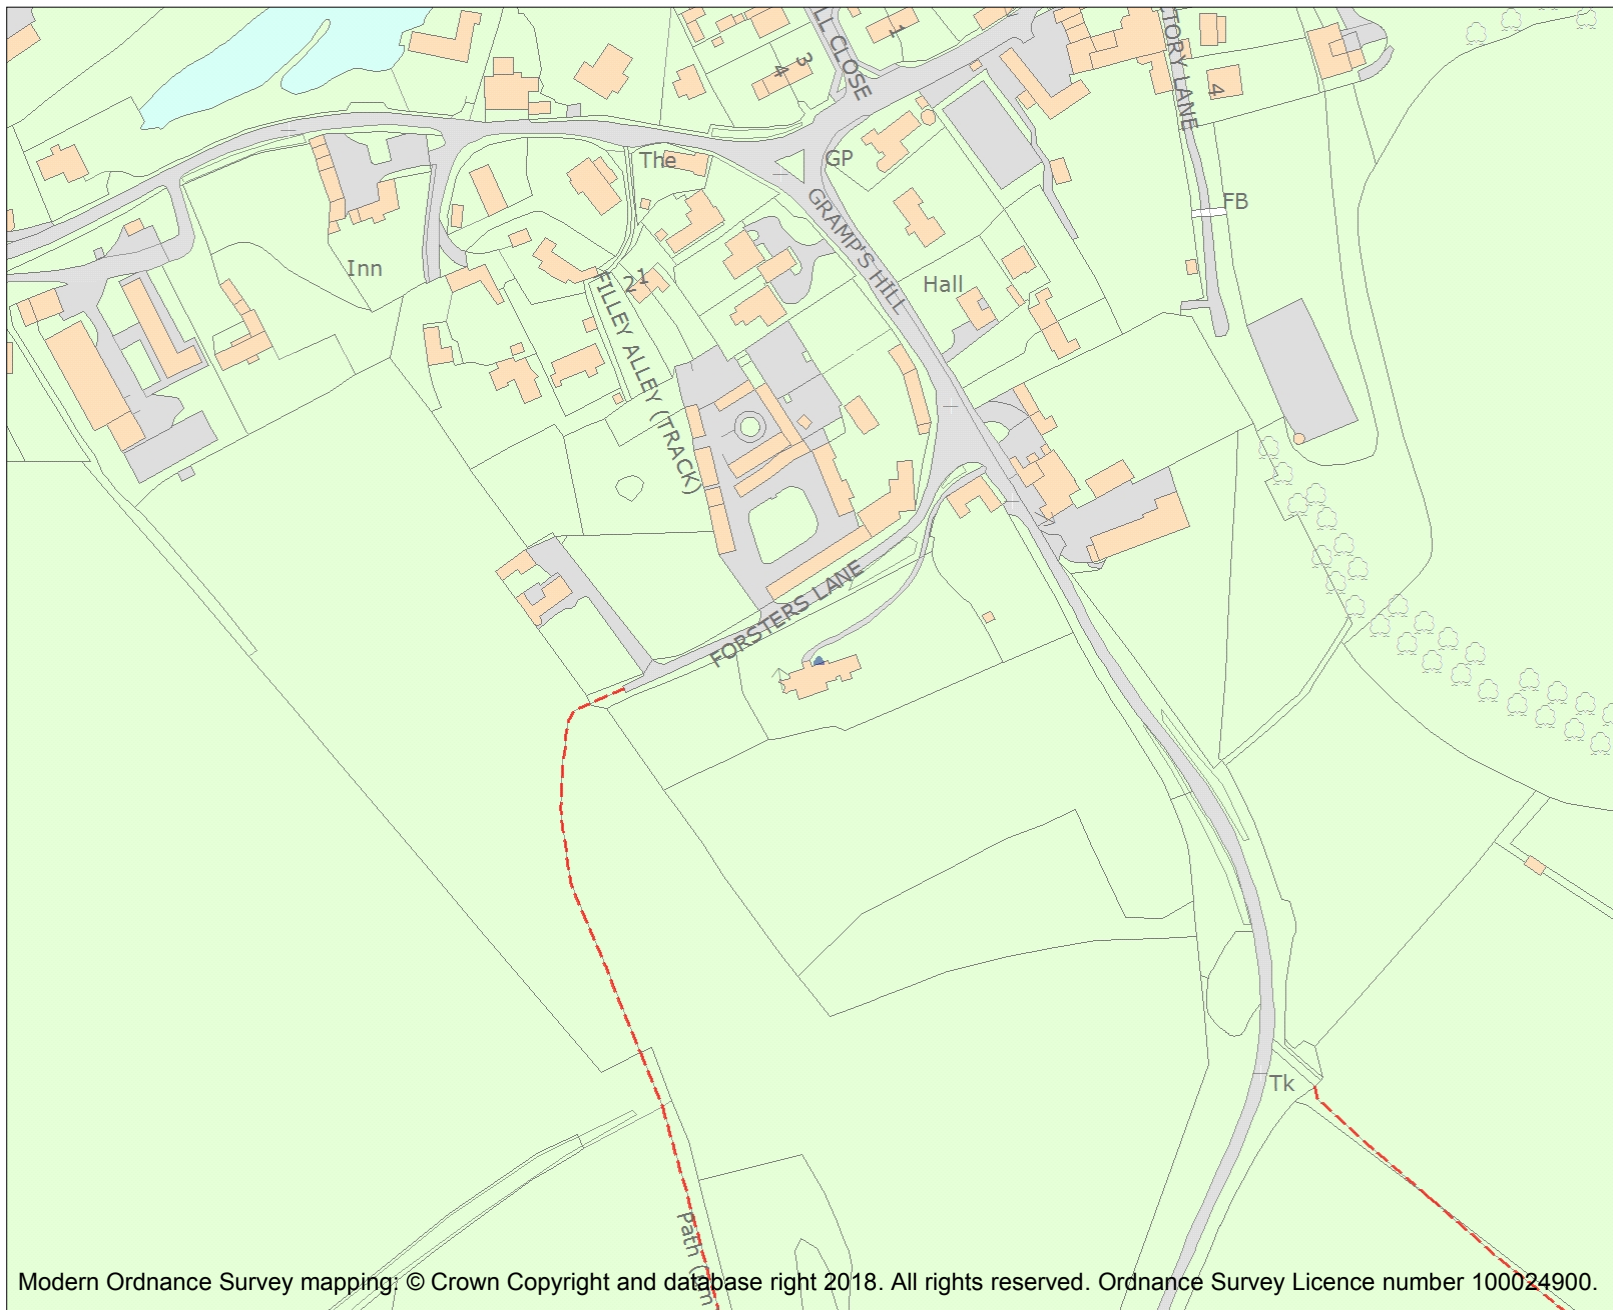 LL CLOSE
1
3
4
TORY LANE
4
The
GP
FB
GRAMP'S HILL
Inn
Hall
21
FILLEY ALLEY (TRACK)
FORSTERS LANE
Tk
Path (um
Modern Ordnance Survey mapping: © Crown Copyright and database right 2018. All rights reserved. Ordnance Survey Licence number 100024900.